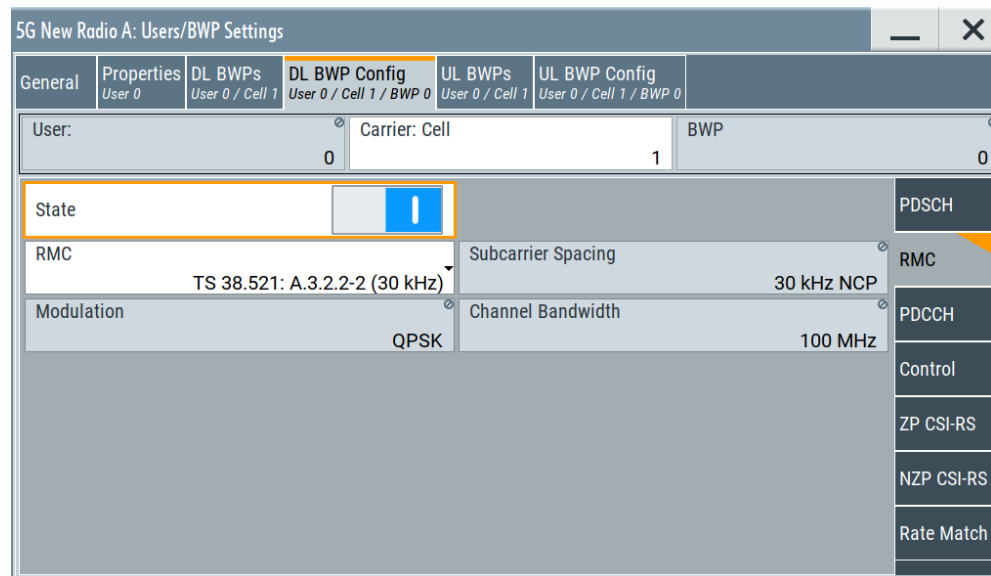 5G New Radio A: Users/BWP Settings
General
Properties
User 0
DL BWPs
User 0 / Cell 1
DL BWP Config
User 0 / Cell 1 / BWP 0
UL BWPs
User 0 / Cell 1
UL BWP Config
User 0 / Cell 1 / BWP 0
User:
0
Carrier: Cell
1
BWP
0
State
RMC
TS 38.521: A.3.2.2-2 (30 kHz)
Subcarrier Spacing
30 kHz NCP
Modulation
QPSK
Channel Bandwidth
100 MHz
PDSCH
RMC
PDCCH
Control
ZP CSI-RS
NZP CSI-RS
Rate Match